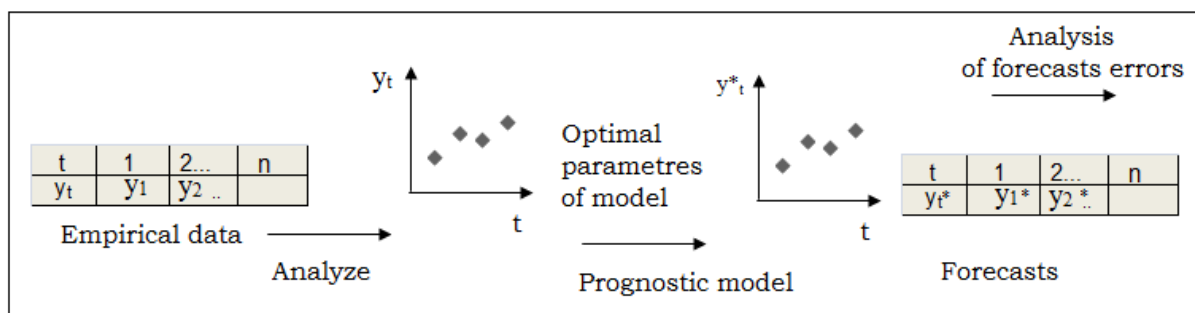 t 1 2... n
yt y1 y2 ..
Empirical data
Analyze
yt
t
Optimal
parametres
of model
Prognostic model
y*t
t
Analysis
of forecasts errors
t 1 2... n
yt* y1* y2*..
Forecasts